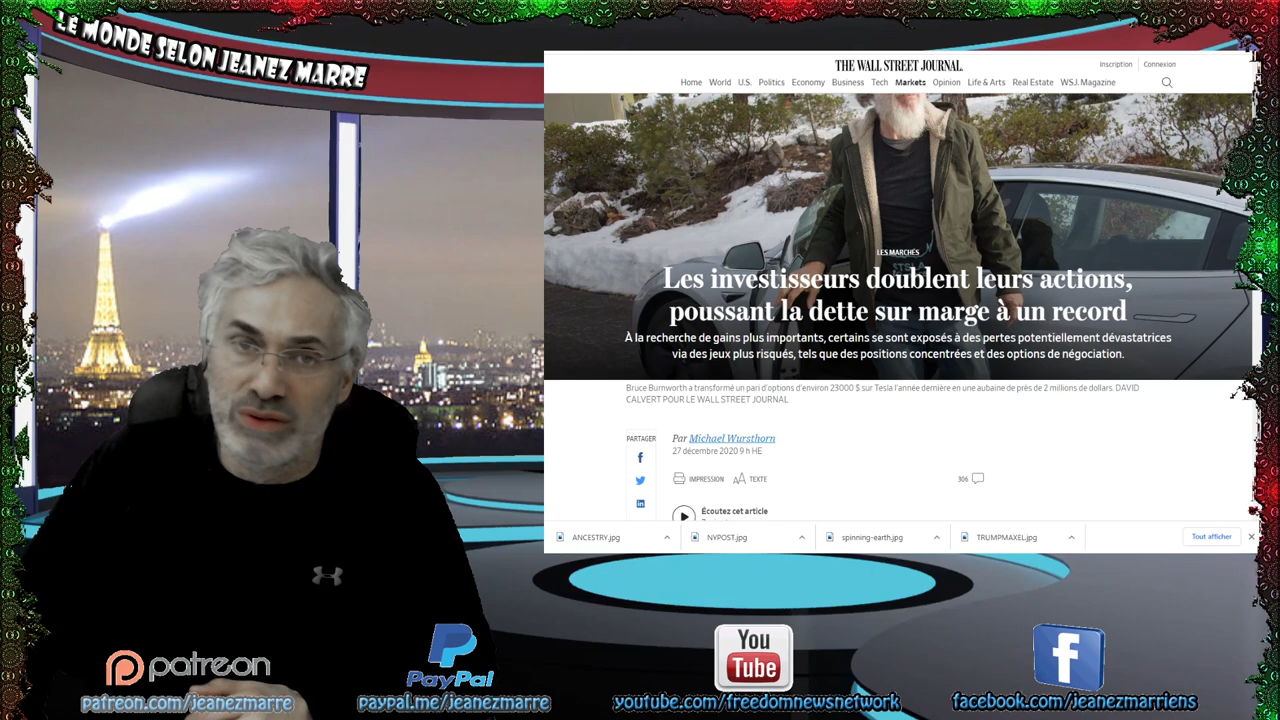 LE MONDE SELON JEANEZ MARRE
THE WALL STREET JOURNAL.
Inscription
Connexion
Home World U.S. Politics Economy Business Tech Markets Opinion Life & Arts Real Estate WSJ. Magazine
LES MARCHÉS
Les investisseurs doublent leurs actions,
poussant la dette sur marge à un record
À la recherche de gains plus importants, certains se sont exposés à des pertes potentiellement dévastatrices
via des jeux plus risqués, tels que des positions concentrées et des options de négociation.
Bruce Burnworth a transformé un pari d'options d'environ 23000 $ sur Tesla l'année dernière en une aubaine de près de 2 millions de dollars. DAVID
CALVERT POUR LE WALL STREET JOURNAL
PARTAGER
Par Michael Wursthorn
27 décembre 2020 9 h HE
IMPRESSION
TEXTE
306
Écoutez cet article
ANCESTRY.jpg
NYPOST.jpg
spinning-earth.jpg
TRUMPMAXEL.jpg
Tout afficher
patreon
patreon.com/jeanezmarre
PayPal
paypal.me/jeanezmarre
You
Tube
youtube.com/freedomnewsnetwork
facebook.com/jeanezmarriens